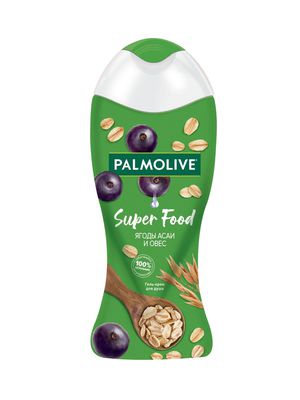 PALMOLIVE
Super Food
ЯГОДЫ АСАИ
И ОВЕС
100%
Гель-крем
для душа